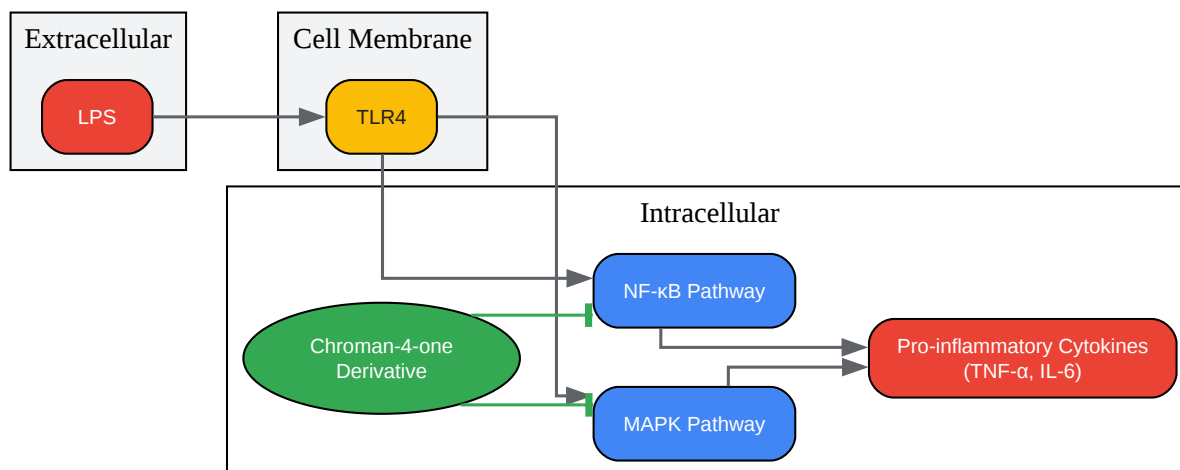 Extracellular
Cell Membrane
LPS
TLR4
Intracellular
NF-κB Pathway
Chroman-4-one
Derivative
Pro-inflammatory Cytokines
(TNF-α, IL-6)
MAPK Pathway